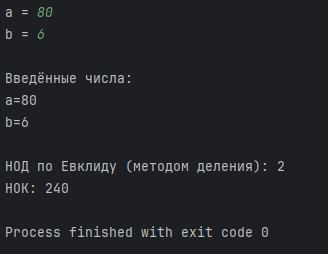 a = 80
b = 6
Введённые числа:
a=80
b=6
НОД по Евклиду (методом деления): 2
НОК: 240
Process finished with exit code 0